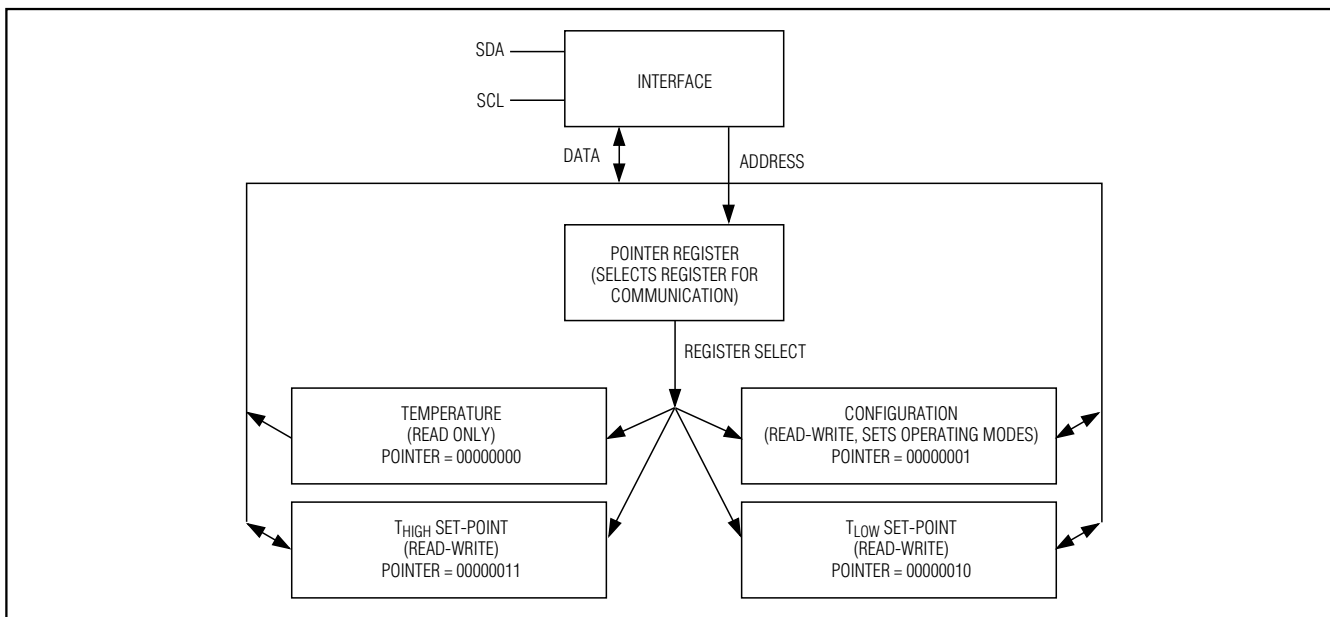 SDA
SCL
INTERFACE
DATA
ADDRESS
POINTER REGISTER
(SELECTS REGISTER FOR
COMMUNICATION)
REGISTER SELECT
TEMPERATURE
(READ ONLY)
POINTER = 00000000
CONFIGURATION
(READ-WRITE, SETS OPERATING MODES)
POINTER = 00000001
THIGH SET-POINT
(READ-WRITE)
POINTER = 00000011
TLOW SET-POINT
(READ-WRITE)
POINTER = 00000010